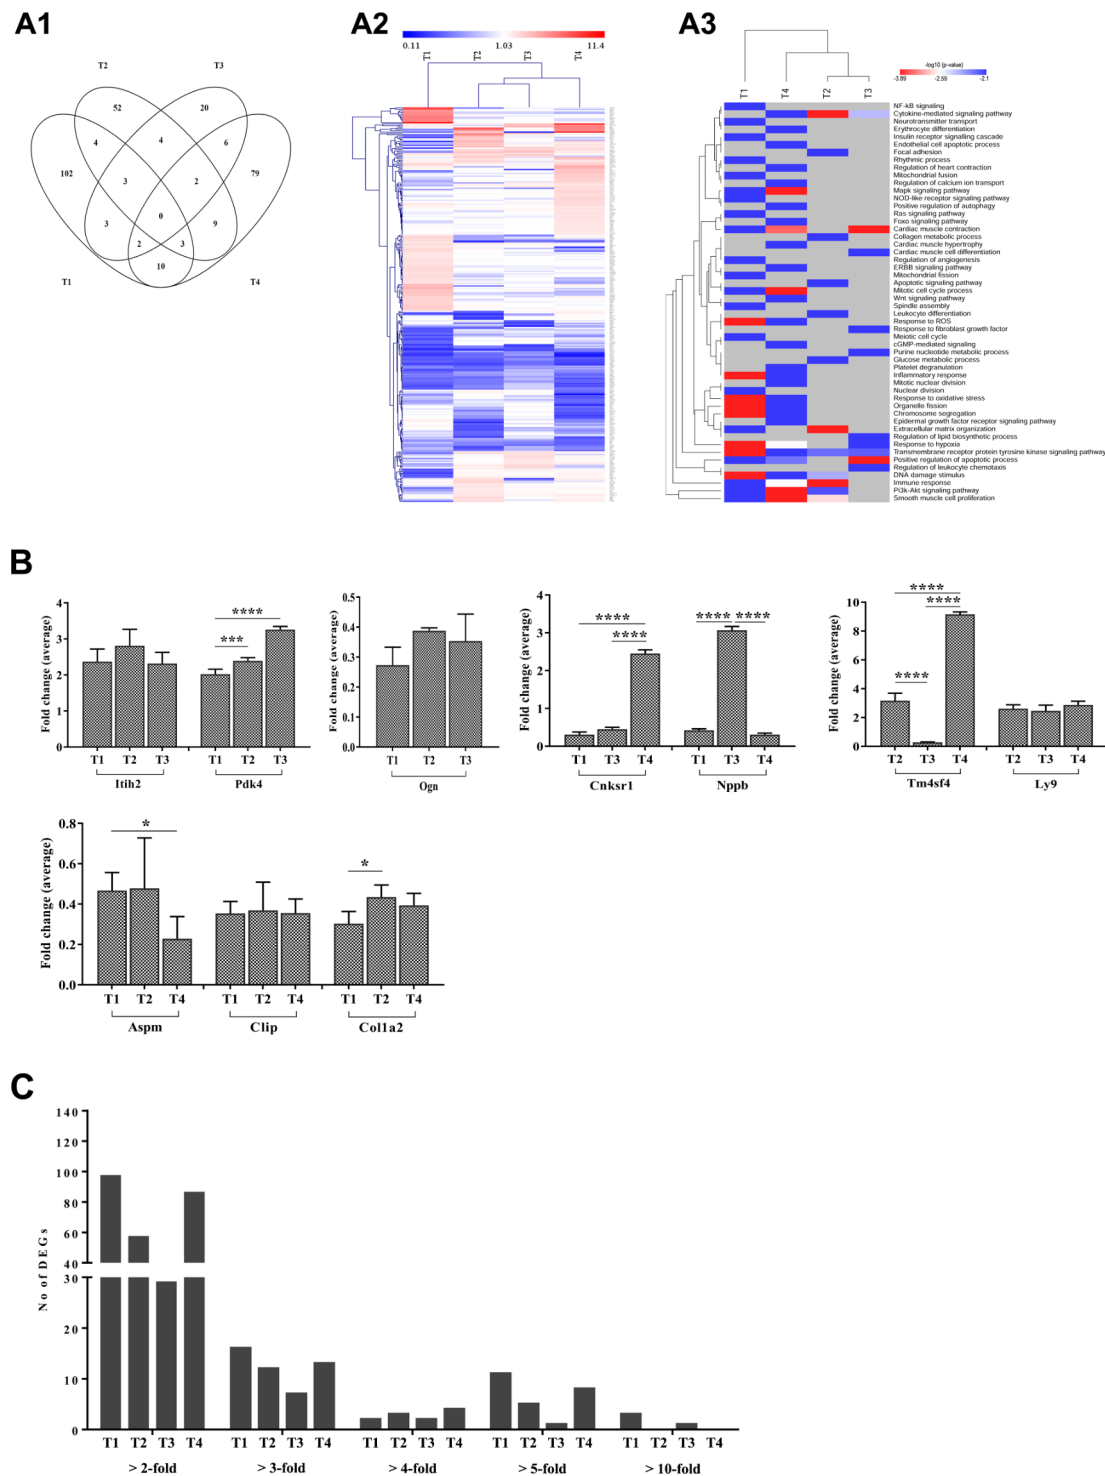 A1
T2
T3
52
20
4
4
6
102
3
2
79
0
3
9
2
3
10
T1
T4
A2
0.11
1.03
11.4
T1
T2
T3
T4
A3
-log10 (p-value)
-3.89
-2.59
-2.1
T1
T4
T2
T3
NF-kB signaling
Cytokine-mediated signaling pathway
Neurotransmitter transport
Erythrocyte differentiation
Insulin receptor signalling cascade
Endothelial cell apoptotic process
Focal adhesion
Rhythmic process
Regulation of heart contraction
Mitochondrial fusion
Regulation of calcium ion transport
Mapk signaling pathway
NOD-like receptor signaling pathway
Positive regulation of autophagy
Ras signaling pathway
Foxo signaling pathway
Cardiac muscle contraction
Collagen metabolic process
Cardiac muscle hypertrophy
Cardiac muscle cell differentiation
Regulation of angiogenesis
ERBB signaling pathway
Mitochondrial fission
Apoptotic signaling pathway
Mitotic cell cycle process
Wnt signaling pathway
Spindle assembly
Leukocyte differentiation
Response to ROS
Response to fibroblast growth factor
Meiotic cell cycle
cGMP-mediated signaling
Purine nucleotide metabolic process
Glucose metabolic process
Platelet degranulation
Inflammatory response
Mitotic nuclear division
Nuclear division
Response to oxidative stress
Organelle fission
Chromosome segregation
Epidermal growth factor receptor signaling pathway
Extracellular matrix organization
Regulation of lipid biosynthetic process
Response to hypoxia
Transmembrane receptor protein tyrosine kinase signaling pathway
Positive regulation of apoptotic process
Regulation of leukocyte chemotaxis
DNA damage stimulus
Immune response
Pi3k-Akt signaling pathway
Smooth muscle cell proliferation
B
Fold change (average)
4
3
2
1
0
***
****
T1 T2 T3 T1 T2 T3
Itih2 Pdk4
Fold change (average)
0.5
0.4
0.3
0.2
0.1
0.0
T1 T2 T3
Ogn
Fold change (average)
4
3
2
1
0
****
****
**** ****
T1 T3 T4 T1 T3 T4
Cnksr1 Nppb
Fold change (average)
10
8
6
4
2
0
****
****
****
T2 T3 T4 T2 T3 T4
Tm4sf4 Ly9
Fold change (average)
0.8
0.6
0.4
0.2
0.0
*
*
T1 T2 T4 T1 T2 T4 T1 T2 T4
Aspm Clip Col1a2
C
No of DEGs
140
120
100
80
60
40
30
20
10
0
T1 T2 T3 T4 T1 T2 T3 T4 T1 T2 T3 T4 T1 T2 T3 T4 T1 T2 T3 T4
> 2-fold > 3-fold > 4-fold > 5-fold > 10-fold